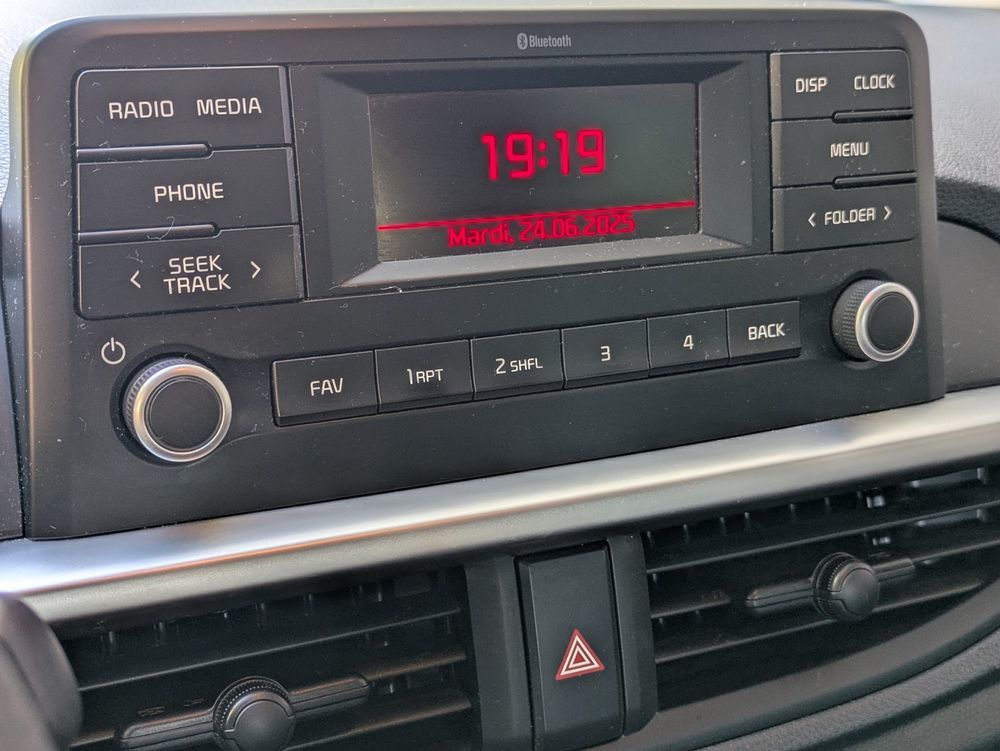 Bluetooth
RADIO MEDIA
PHONE
< SEEK TRACK >
19:19
Mardi, 24.06.2025
DISP CLOCK
MENU
< FOLDER >
FAV
1 RPT
2 SHFL
3
4
BACK